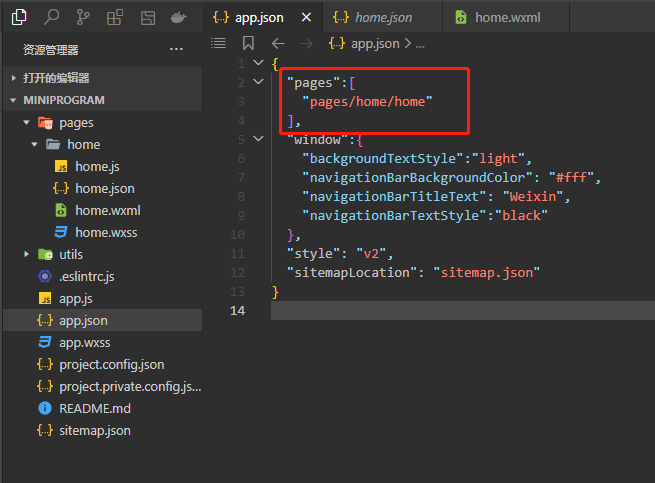 app.json
home.json
home.wxml
资源管理器
打开的编辑器
MINIPROGRAM
pages
home
home.js
home.json
home.wxml
home.wxss
utils
.eslintrc.js
app.js
app.json
app.wxss
project.config.json
project.private.config.js...
README.md
sitemap.json
app.json > ...
1 {
2 "pages":[
3 "pages/home/home"
4 ],
5 "window":{
6 "backgroundTextStyle":"light",
7 "navigationBarBackgroundColor": "#fff",
8 "navigationBarTitleText": "Weixin",
9 "navigationBarTextStyle":"black"
10 },
11 "style": "v2",
12 "sitemapLocation": "sitemap.json"
13 }
14